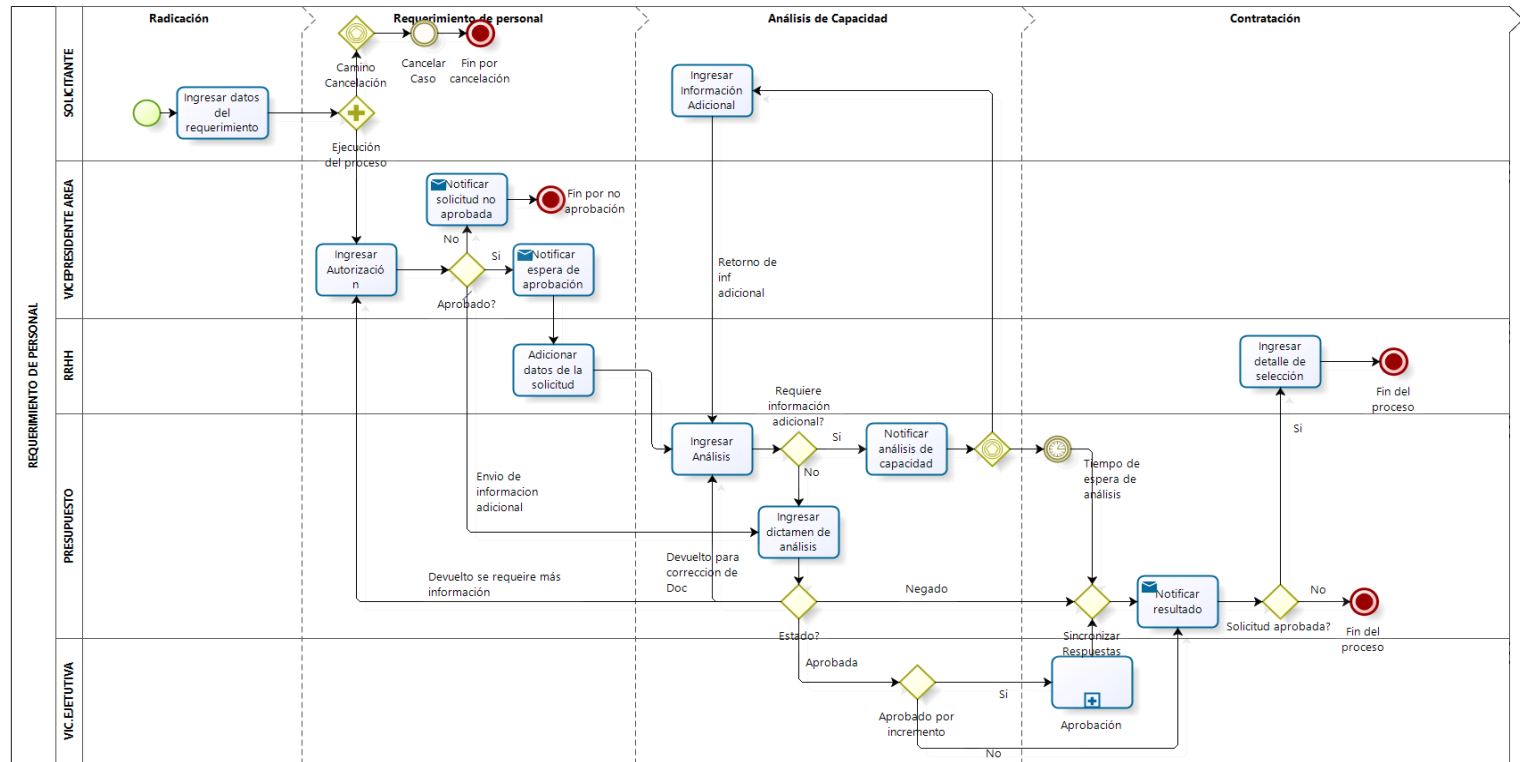 Radicación
Requerimiento de personal
Análisis de Capacidad
Contratación
REQUERIMIENTO DE PERSONAL
SOLICITANTE
Camino
Cancelación
Cancelar
Caso
Fin por
cancelación
Ingresar datos
del
requerimiento
Ejecución
del proceso
Ingresar
Información
Adicional
VICEPRESIDENTE AREA
Notificar
solicitud no
aprobada
Fin por no
aprobación
No
Ingresar
Autorizació
n
Si
Notificar
espera de
aprobación
Aprobado?
Retorno de
inf
adicional
RRHH
Adicionar
datos de la
solicitud
Requiere
información
adicional?
Ingresar
detalle de
selección
Fin del
proceso
PRESUPUESTO
Ingresar
Análisis
Si
Notificar
análisis de
capacidad
Tiempo de
espera de
análisis
Si
No
Envio de
informacion
adicional
Ingresar
dictamen de
análisis
Devuelto para
correccion de
Doc
Devuelto se requeire más
información
Negado
Notificar
resultado
No
Estado?
Sincronizar
Respuestas
Solicitud aprobada?
Fin del
proceso
VIC.EJETUTIVA
Aprobada
Si
Aprobado por
incremento
Aprobación
No